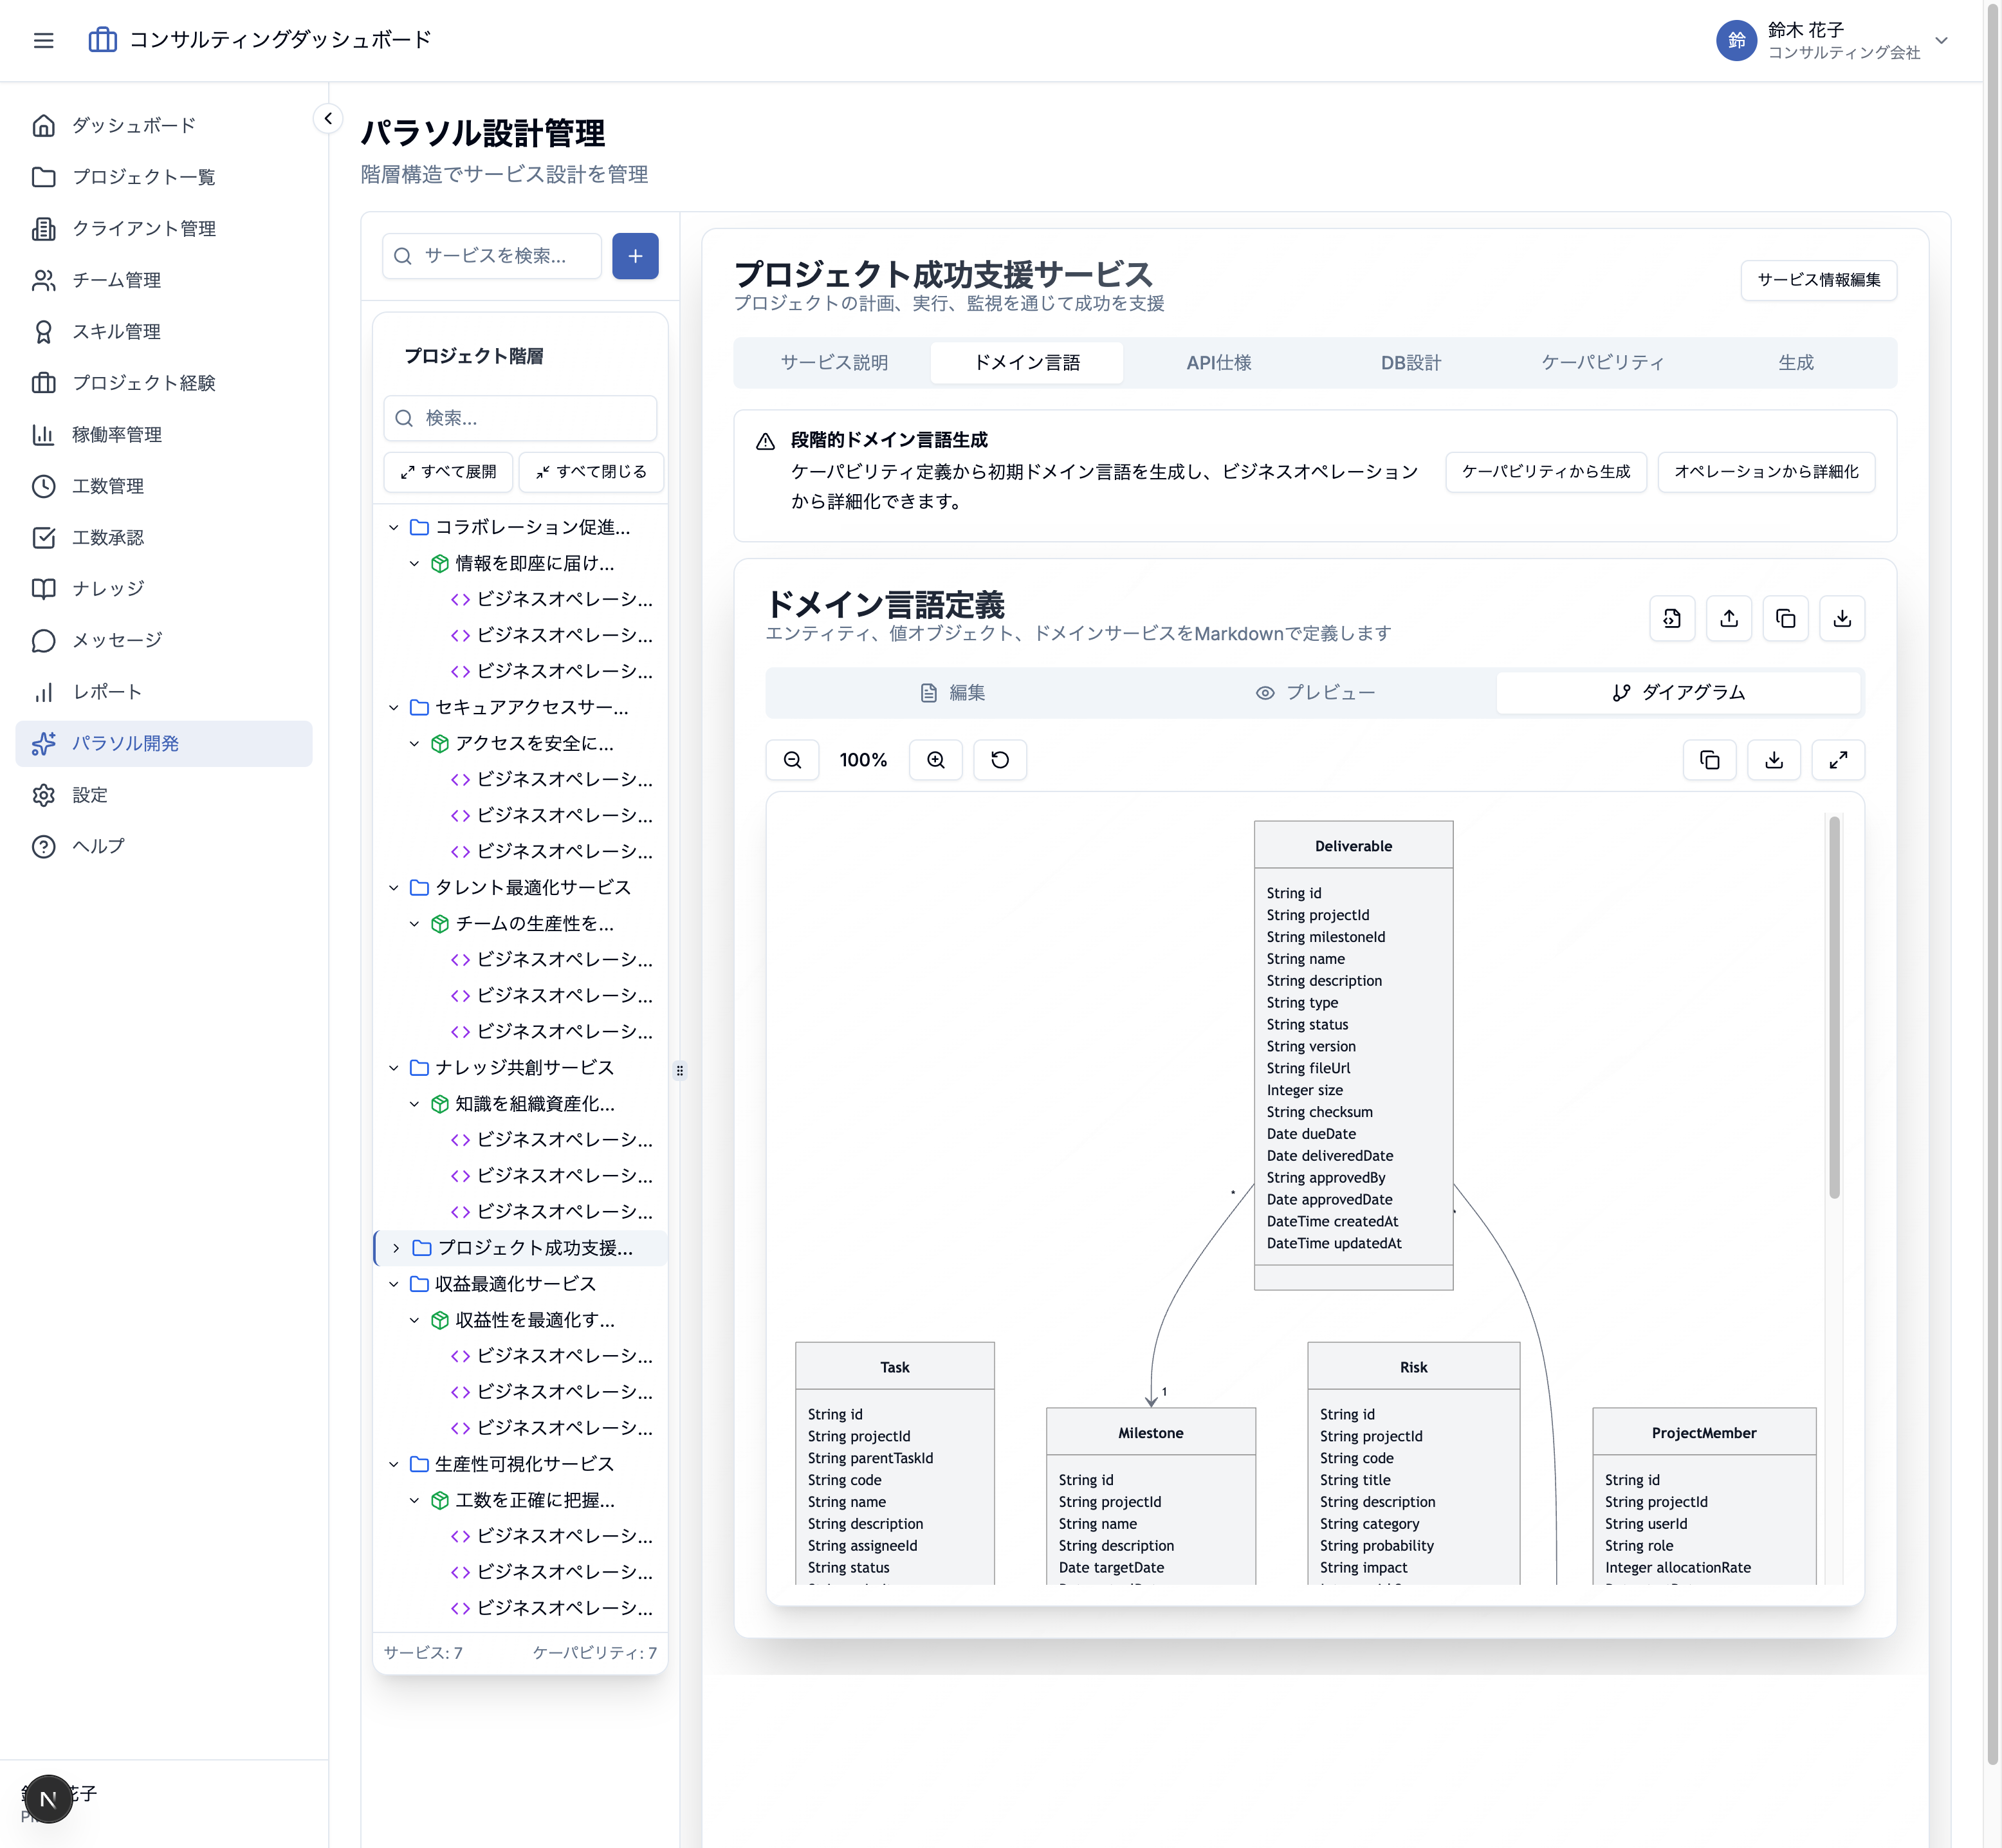 コンサルティングダッシュボード
鈴
鈴木 花子
コンサルティング会社
ダッシュボード
プロジェクト一覧
クライアント管理
チーム管理
スキル管理
プロジェクト経験
稼働率管理
工数管理
工数承認
ナレッジ
メッセージ
レポート
パラソル開発
設定
ヘルプ
花子
N
パラソル設計管理
階層構造でサービス設計を管理
サービスを検索...
プロジェクト階層
検索...
すべて展開
すべて閉じる
コラボレーション促進...
情報を即座に届け...
ビジネスオペレーシ...
ビジネスオペレーシ...
ビジネスオペレーシ...
セキュアアクセスサー...
アクセスを安全に...
ビジネスオペレーシ...
ビジネスオペレーシ...
ビジネスオペレーシ...
タレント最適化サービス
チームの生産性を...
ビジネスオペレーシ...
ビジネスオペレーシ...
ビジネスオペレーシ...
ナレッジ共創サービス
知識を組織資産化...
ビジネスオペレーシ...
ビジネスオペレーシ...
ビジネスオペレーシ...
プロジェクト成功支援...
収益最適化サービス
収益性を最適化す...
ビジネスオペレーシ...
ビジネスオペレーシ...
ビジネスオペレーシ...
生産性可視化サービス
工数を正確に把握...
ビジネスオペレーシ...
ビジネスオペレーシ...
ビジネスオペレーシ...
サービス: 7
ケーパビリティ: 7
プロジェクト成功支援サービス
プロジェクトの計画、実行、監視を通じて成功を支援
サービス情報編集
サービス説明
ドメイン言語
API仕様
DB設計
ケーパビリティ
生成
段階的ドメイン言語生成
ケーパビリティ定義から初期ドメイン言語を生成し、ビジネスオペレーション
から詳細化できます。
ケーパビリティから生成
オペレーションから詳細化
ドメイン言語定義
エンティティ、値オブジェクト、ドメインサービスをMarkdownで定義します
編集
プレビュー
ダイアグラム
100%
Deliverable
String id
String projectId
String milestoneId
String name
String description
String type
String status
String version
String fileUrl
Integer size
String checksum
Date dueDate
Date deliveredDate
String approvedBy
Date approvedDate
DateTime createdAt
DateTime updatedAt
*
1
Task
String id
String projectId
String parentTaskId
String code
String name
String description
String assigneeId
String status
Milestone
String id
String projectId
String name
String description
Date targetDate
Risk
String id
String projectId
String code
String title
String description
String category
String probability
String impact
ProjectMember
String id
String projectId
String userId
String role
Integer allocationRate